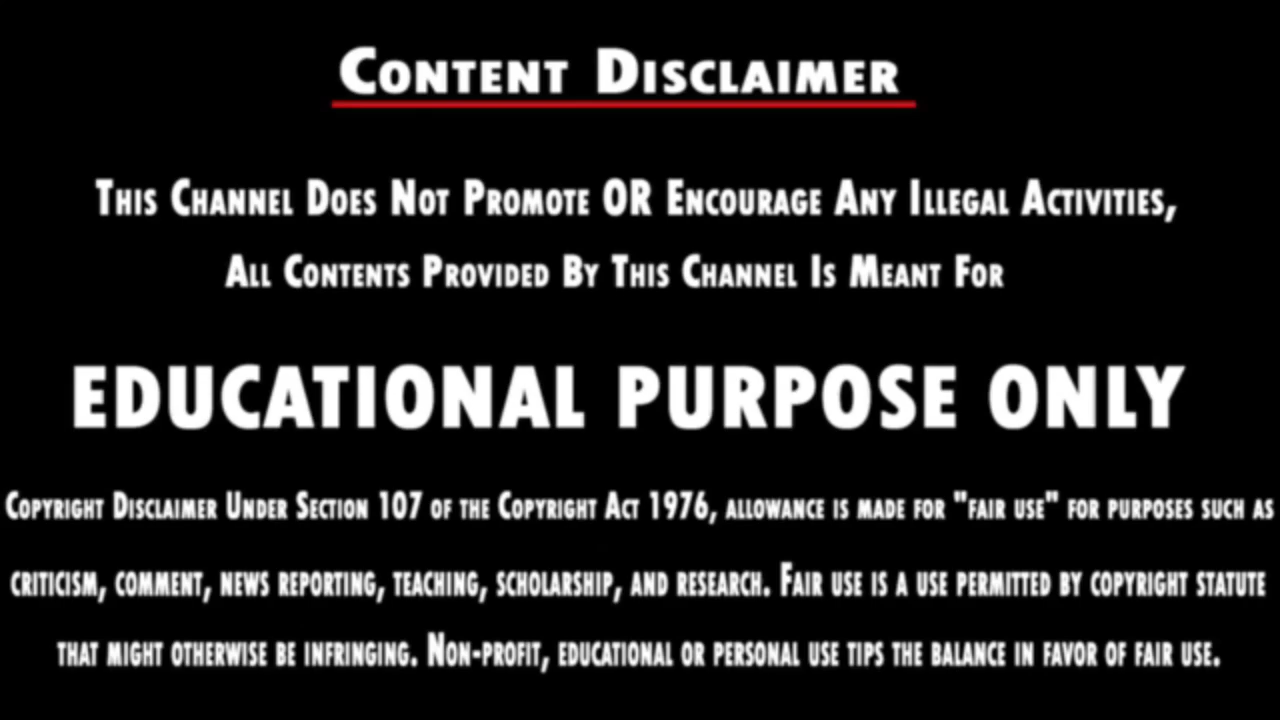 Content Disclaimer
This Channel Does Not Promote OR Encourage Any Illegal Activities,
All Contents Provided By This Channel Is Meant For
EDUCATIONAL PURPOSE ONLY
Copyright Disclaimer Under Section 107 of the Copyright Act 1976, allowance is made for "fair use" for purposes such as
criticism, comment, news reporting, teaching, scholarship, and research. Fair use is a use permitted by copyright statute
that might otherwise be infringing. Non-profit, educational or personal use tips the balance in favor of fair use.